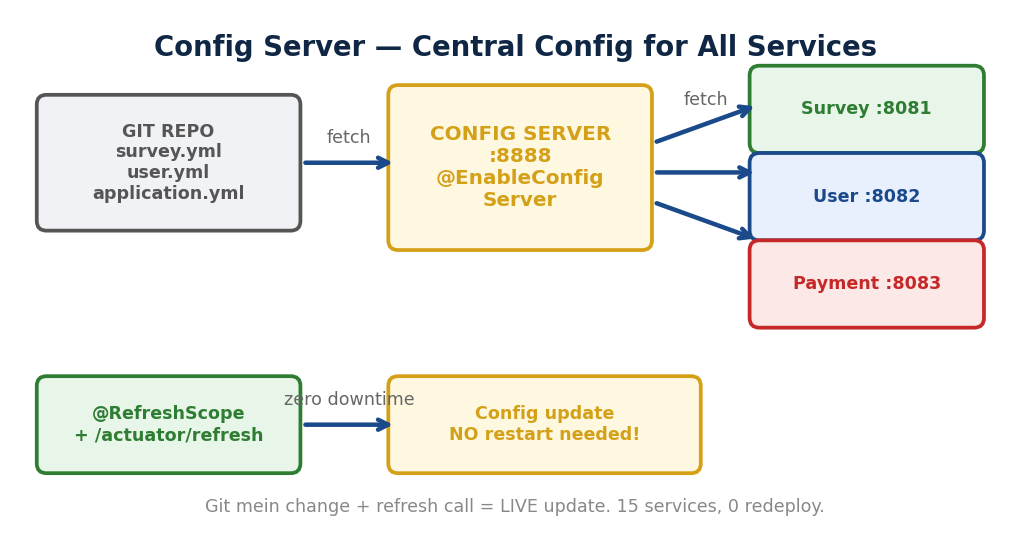 Config Server — Central Config for All Services
GIT REPO
survey.yml
user.yml
application.yml
fetch
CONFIG SERVER
:8888
@EnableConfig
Server
fetch
Survey :8081
User :8082
Payment :8083
@RefreshScope
+ /actuator/refresh
zero downtime
Config update
NO restart needed!
Git mein change + refresh call = LIVE update. 15 services, 0 redeploy.